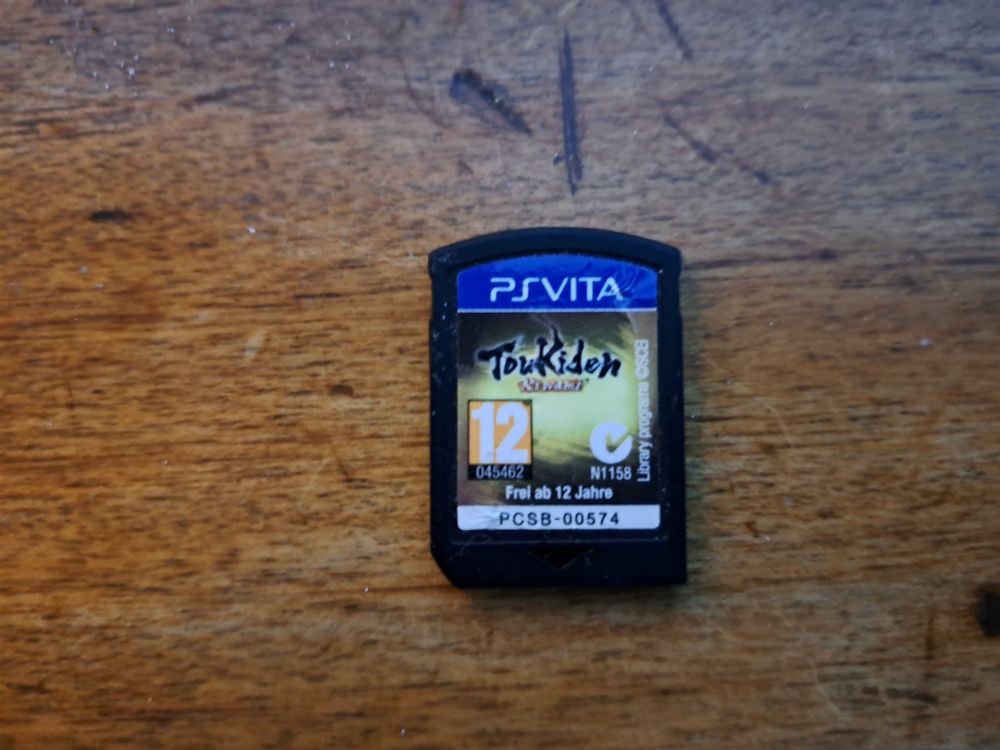 PSVITA
ToukiDen
Kiwami
12
045462
N1158
Library programs ©SCEI
Frei ab 12 Jahre
PCSB-00574